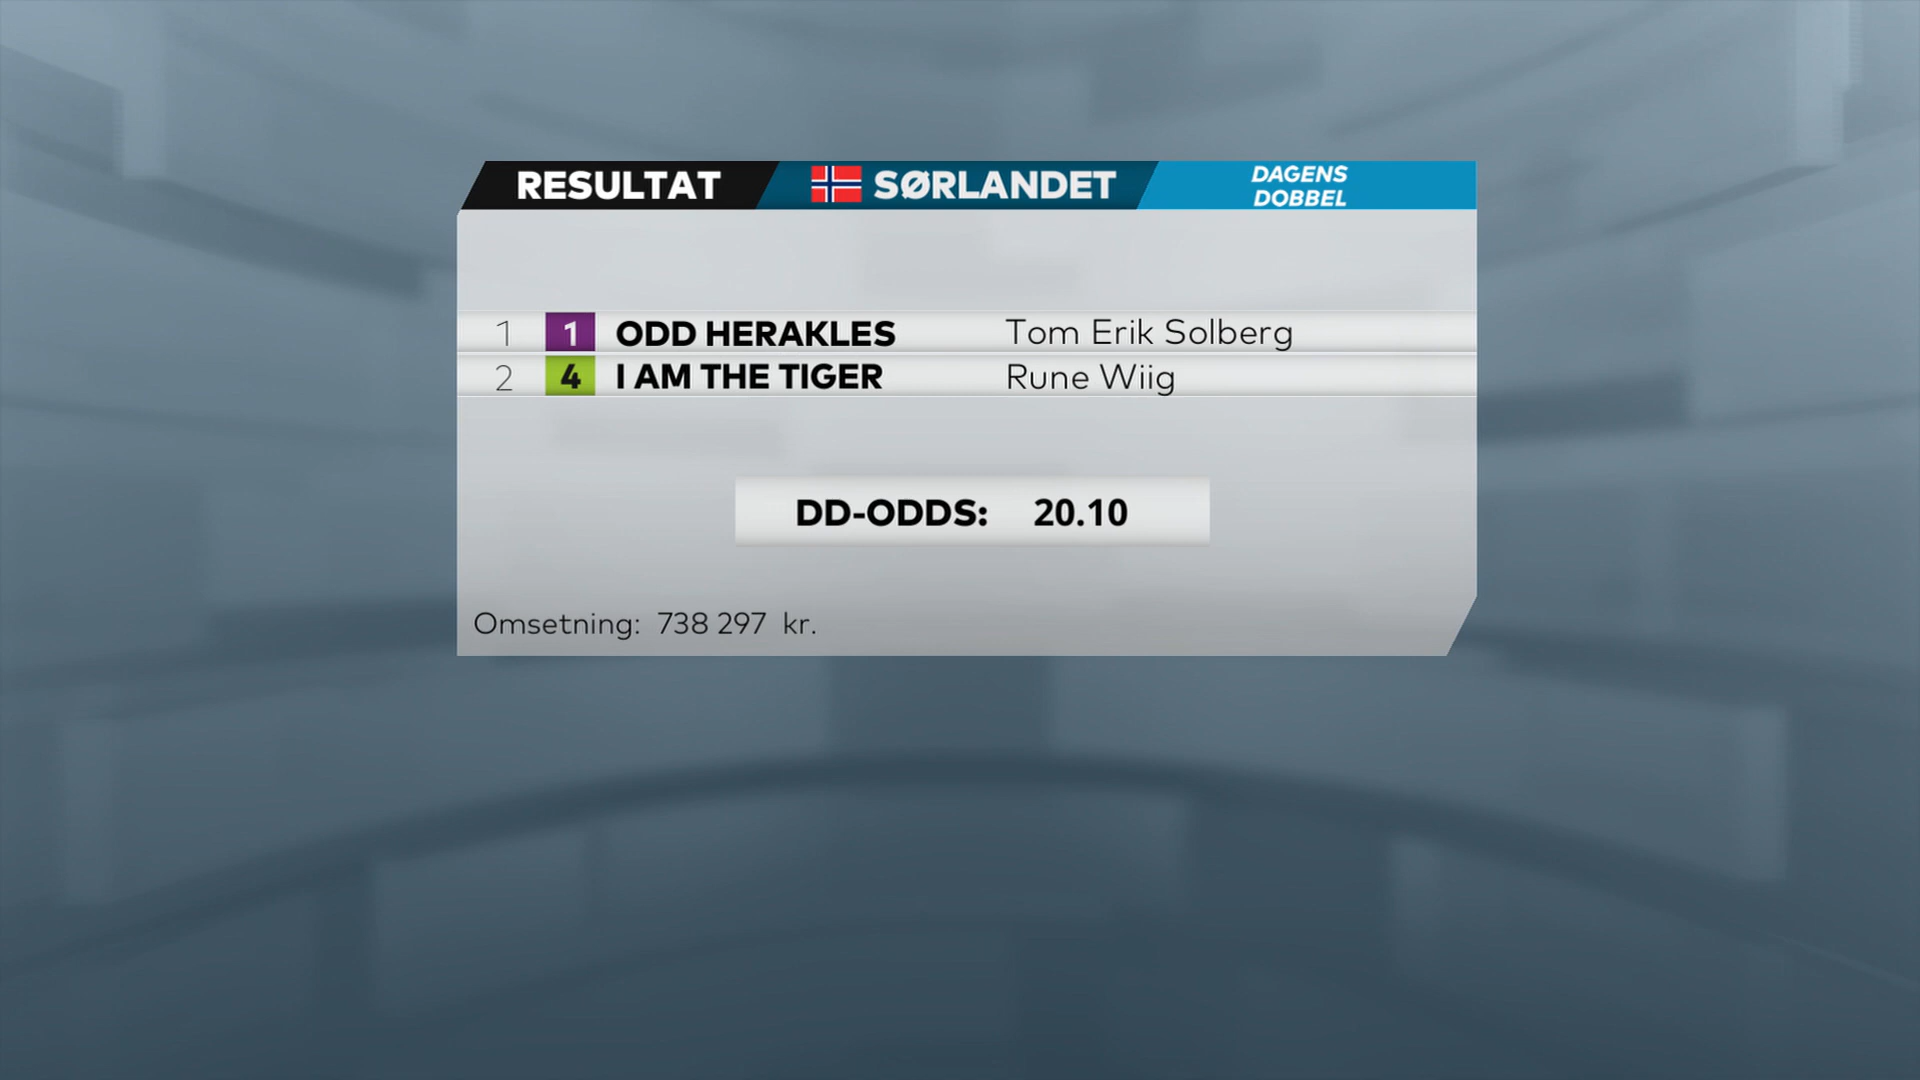 RESULTAT SØRLANDET DAGENS DOBBEL
1 1 ODD HERAKLES Tom Erik Solberg
2 4 I AM THE TIGER Rune Wiig
DD-ODDS: 20.10
Omsetning: 738 297 kr.